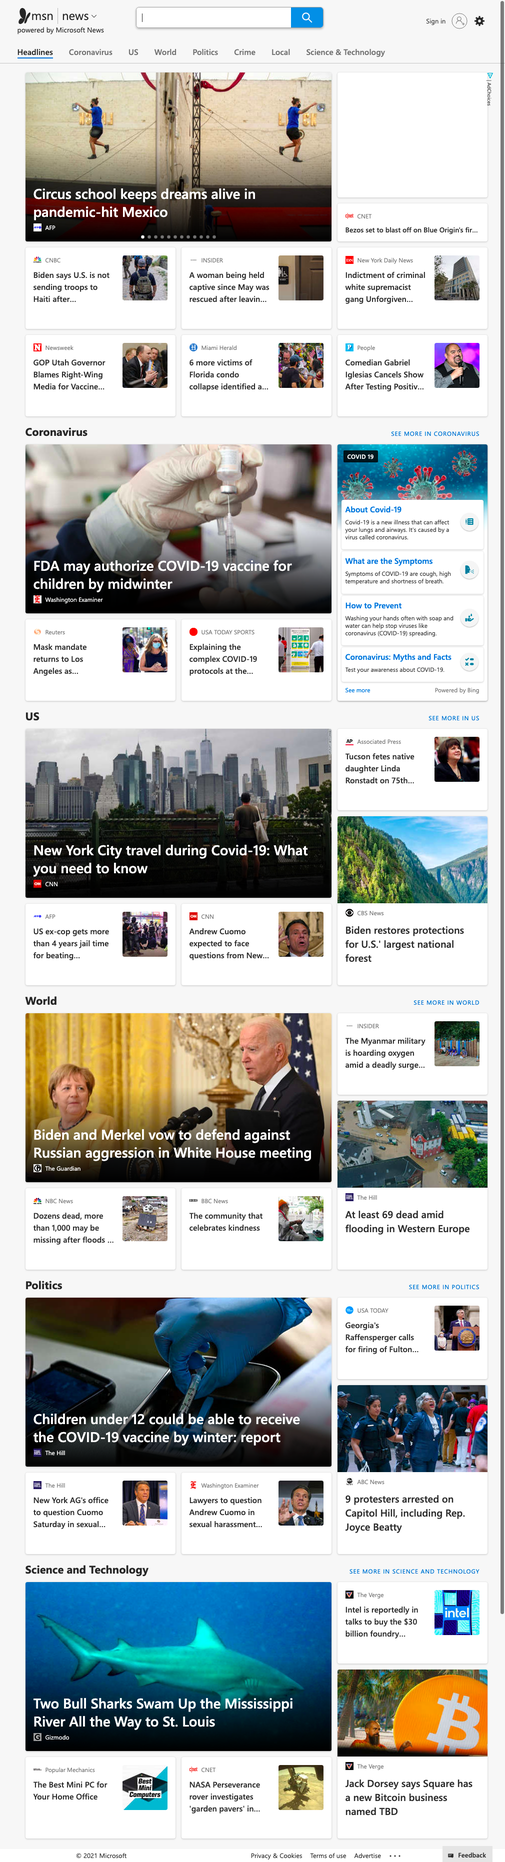 msn | news
powered by Microsoft News
Sign in
Headlines Coronavirus US World Politics Crime Local Science & Technology
AdChoices
Circus school keeps dreams alive in
pandemic-hit Mexico
AFP
CNET
Bezos set to blast off on Blue Origin's fir...
CNBC
Biden says U.S. is not
sending troops to
Haiti after...
INSIDER
A woman being held
captive since May was
rescued after leavin...
New York Daily News
Indictment of criminal
white supremacist
gang Unforgiven...
Newsweek
GOP Utah Governor
Blames Right-Wing
Media for Vaccine...
Miami Herald
6 more victims of
Florida condo
collapse identified a...
People
Comedian Gabriel
Iglesias Cancels Show
After Testing Positiv...
Coronavirus
SEE MORE IN CORONAVIRUS
FDA may authorize COVID-19 vaccine for
children by midwinter
Washington Examiner
COVID 19
About Covid-19
Covid-19 is a new illness that can affect
your lungs and airways. It's caused by a
virus called coronavirus.
What are the Symptoms
Symptoms of COVID-19 are cough, high
temperature and shortness of breath.
How to Prevent
Washing your hands often with soap and
water can help stop viruses like
coronavirus (COVID-19) spreading.
Coronavirus: Myths and Facts
Test your awareness about COVID-19.
See more
Powered by Bing
Reuters
Mask mandate
returns to Los
Angeles as...
USA TODAY SPORTS
Explaining the
complex COVID-19
protocols at the...
US
SEE MORE IN US
New York City travel during Covid-19: What
you need to know
CNN
AP Associated Press
Tucson fetes native
daughter Linda
Ronstadt on 75th...
CBS News
Biden restores protections
for U.S.' largest national
forest
AFP
US ex-cop gets more
than 4 years jail time
for beating...
CNN
Andrew Cuomo
expected to face
questions from New...
World
SEE MORE IN WORLD
Biden and Merkel vow to defend against
Russian aggression in White House meeting
The Guardian
INSIDER
The Myanmar military
is hoarding oxygen
amid a deadly surge...
The Hill
At least 69 dead amid
flooding in Western Europe
NBC News
Dozens dead, more
than 1,000 may be
missing after floods ...
BBC News
The community that
celebrates kindness
Politics
SEE MORE IN POLITICS
Children under 12 could be able to receive
the COVID-19 vaccine by winter: report
The Hill
USA TODAY
Georgia's
Raffensperger calls
for firing of Fulton...
ABC News
9 protesters arrested on
Capitol Hill, including Rep.
Joyce Beatty
The Hill
New York AG's office
to question Cuomo
Saturday in sexual...
Washington Examiner
Lawyers to question
Andrew Cuomo in
sexual harassment...
Science and Technology
SEE MORE IN SCIENCE AND TECHNOLOGY
Two Bull Sharks Swam Up the Mississippi
River All the Way to St. Louis
Gizmodo
The Verge
Intel is reportedly in
talks to buy the $30
billion foundry...
intel
The Verge
Jack Dorsey says Square has
a new Bitcoin business
named TBD
Popular Mechanics
The Best Mini PC for
Your Home Office
Best
Mini
Computers
CNET
NASA Perseverance
rover investigates
'garden pavers' in...
© 2021 Microsoft Privacy & Cookies Terms of use Advertise ... Feedback